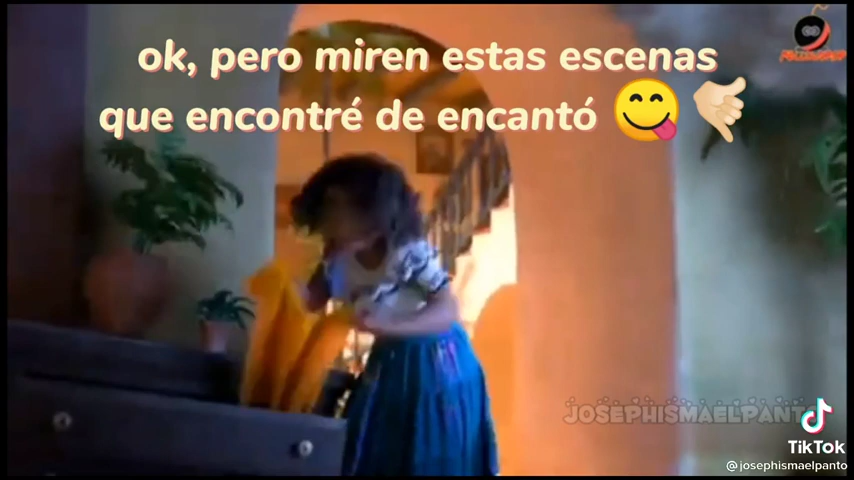 ok, pero miren estas escenas
que encontré de encantó 😋 🤙🏻
JOSEPHISMAELPANTO
TikTok
@josephismaelpanto